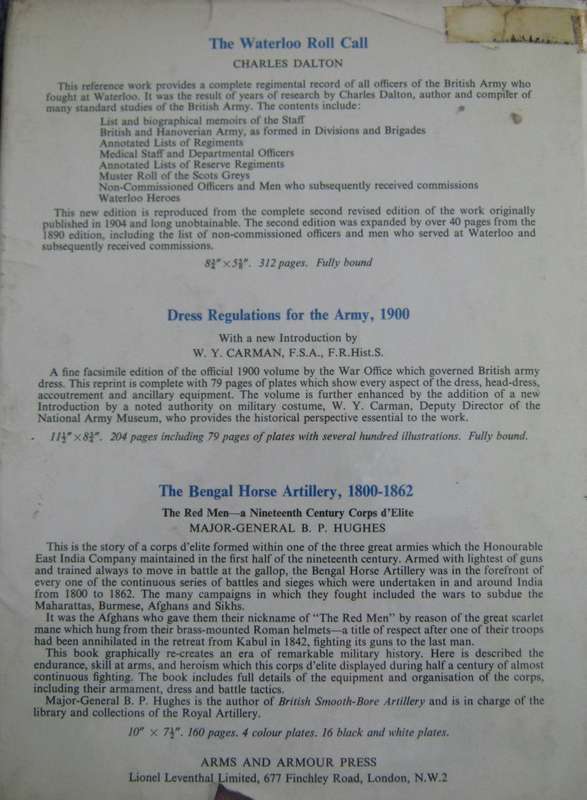 The Waterloo Roll Call
CHARLES DALTON
This reference work provides a complete regimental record of all officers of the British Army who
fought at Waterloo. It was the result of years of research by Charles Dalton, author and compiler of
many standard studies of the British Army. The contents include:
List and biographical memoirs of the Staff
British and Hanoverian Army, as formed in Divisions and Brigades
Annotated Lists of Regiments
Medical Staff and Departmental Officers
Annotated Lists of Reserve Regiments
Muster Roll of the Scots Greys
Non-Commissioned Officers and Men who subsequently received commissions
Waterloo Heroes
This new edition is reproduced from the complete second revised edition of the work originally
published in 1904 and long unobtainable. The second edition was expanded by over 40 pages from the
1890 edition, including the list of non-commissioned officers and men who served at Waterloo and
subsequently received commissions.
312 pages. Fully bound
Dress Regulations for the Army, 1900
With a new Introduction by
W. Y. CARMAN, F.S.A., F.R.Hist.S.
A fine facsimile edition of the official 1900 volume by the War Office which governed British army
dress. This reprint is complete with 79 pages of plates which show every aspect of the dress, head-dress,
accoutrement and ancillary equipment. The volume is further enhanced by the addition of a new
Introduction by a noted authority on military costume, W. Y. Carman, Deputy Director of the
National Army Museum, who provides the historical perspective essential to the work.
11½" × 8¾". 204 pages including 79 pages of plates with several hundred illustrations. Fully bound.
The Bengal Horse Artillery, 1800-1862
The Red Men—a Nineteenth Century Corps d'Elite
MAJOR-GENERAL B. P. HUGHES
This is the story of a corps d'elite formed within one of the three great armies which the Honourable
East India Company maintained in the first half of the nineteenth century. Armed with lightest of guns
and trained always to move in battle at the gallop, the Bengal Horse Artillery was in the forefront of
every one of the continuous series of battles and sieges which were undertaken in and around India
from 1800 to 1862. The many campaigns in which they fought included the wars to subdue the
Maharattas, Burmese, Afghans and Sikhs.
It was the Afghans who gave them their nickname of "The Red Men" by reason of the great scarlet
mane which hung from their brass-mounted Roman helmets—a title of respect after one of their troops
had been annihilated in the retreat from Kabul in 1842, fighting its guns to the last man.
This book graphically re-creates an era of remarkable military history. Here is described the
endurance, skill at arms, and heroism which this corps d'elite displayed during half a century of almost
continuous fighting. The book includes full details of the equipment and organisation of the corps,
including their armament, dress and battle tactics.
Major-General B. P. Hughes is the author of British Smooth-Bore Artillery and is in charge of the
library and collections of the Royal Artillery.
10" × 7½". 160 pages. 4 colour plates. 16 black and white plates.
ARMS AND ARMOUR PRESS
Lionel Leventhal Limited, 677 Finchley Road, London, N.W.2